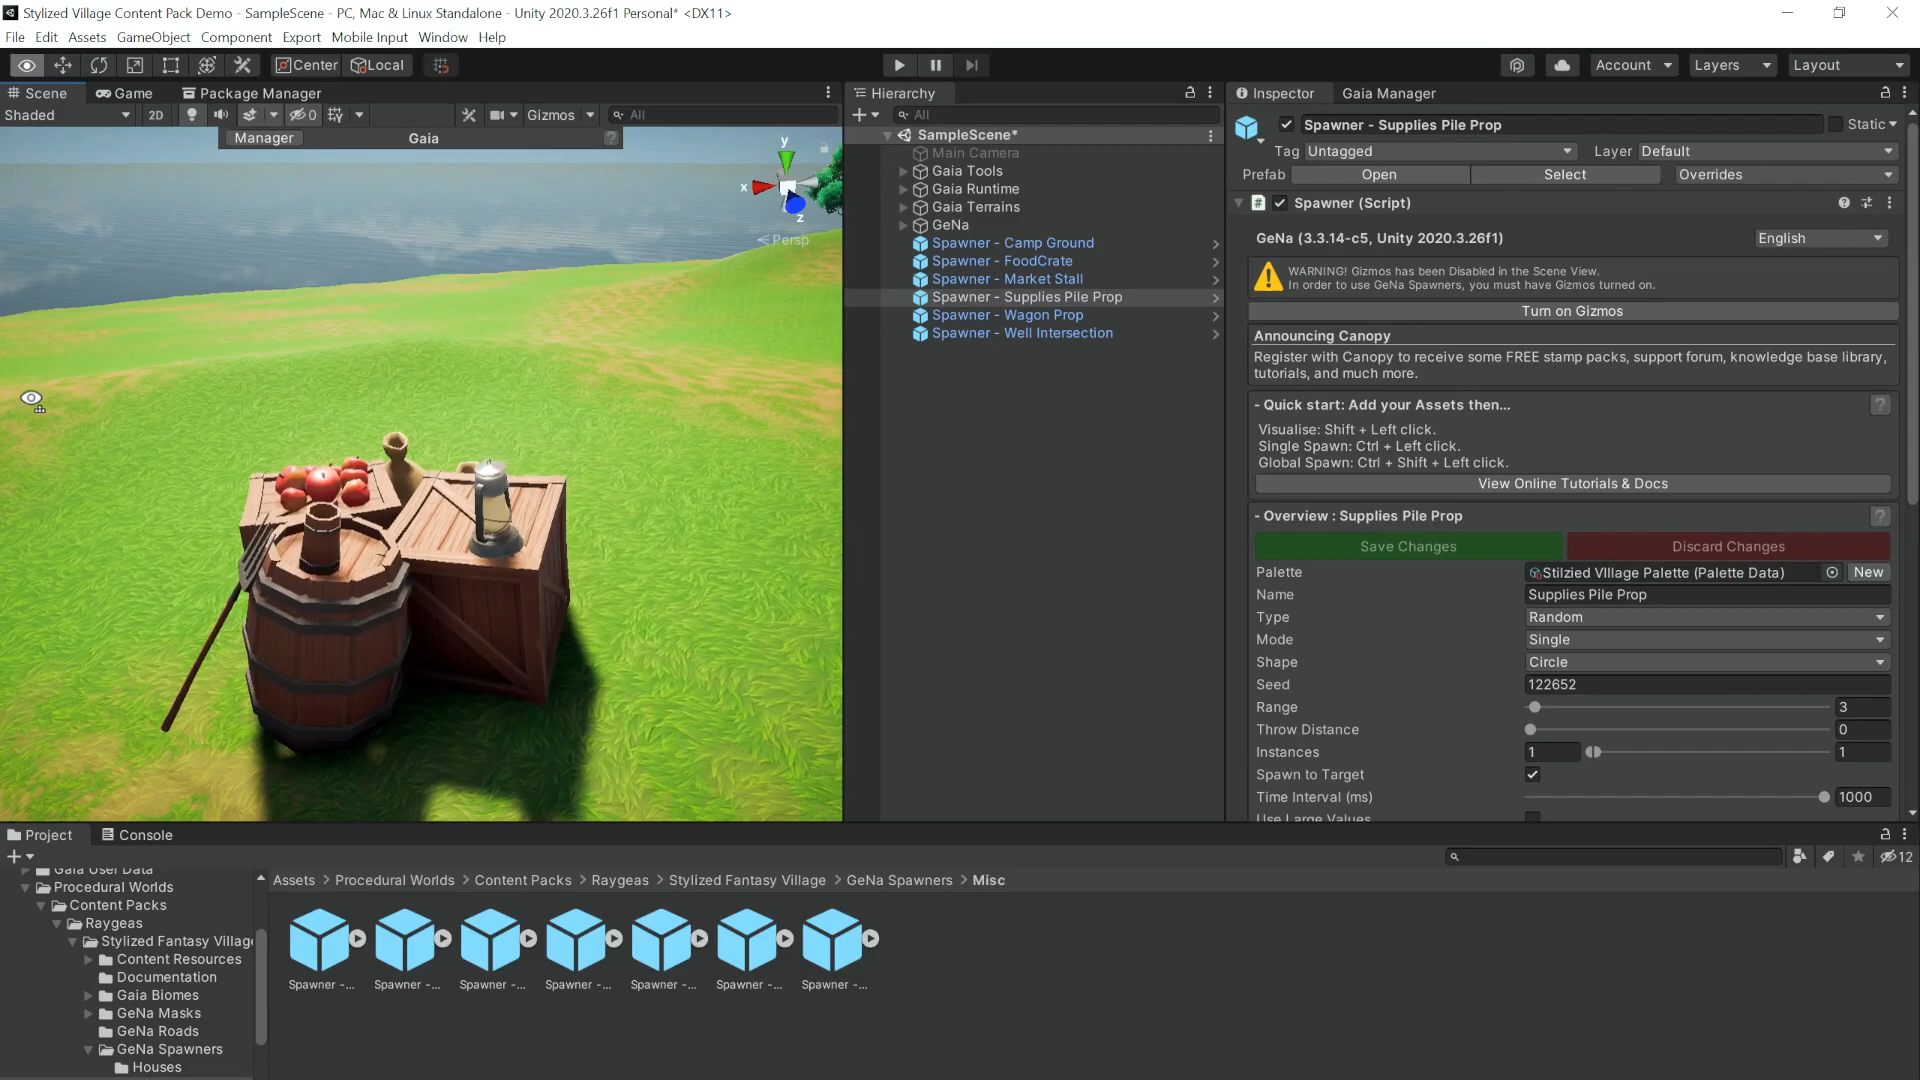 Stylized Village Content Pack Demo - SampleScene - PC, Mac & Linux Standalone - Unity 2020.3.26f1 Personal* <DX11>
File Edit Assets GameObject Component Export Mobile Input Window Help
Center Local
Account Layers Layout
Scene Game Package Manager
Shaded 2D 0 Gizmos All
Manager Gaia
y
x
z
Persp
Hierarchy
All
SampleScene*
Main Camera
Gaia Tools
Gaia Runtime
Gaia Terrains
GeNa
Spawner - Camp Ground
Spawner - FoodCrate
Spawner - Market Stall
Spawner - Supplies Pile Prop
Spawner - Wagon Prop
Spawner - Well Intersection
Inspector Gaia Manager
Spawner - Supplies Pile Prop Static
Tag Untagged Layer Default
Prefab Open Select Overrides
Spawner (Script)
GeNa (3.3.14-c5, Unity 2020.3.26f1) English
WARNING! Gizmos has been Disabled in the Scene View.
In order to use GeNa Spawners, you must have Gizmos turned on.
Turn on Gizmos
Announcing Canopy
Register with Canopy to receive some FREE stamp packs, support forum, knowledge base library,
tutorials, and much more.
- Quick start: Add your Assets then... ?
Visualise: Shift + Left click.
Single Spawn: Ctrl + Left click.
Global Spawn: Ctrl + Shift + Left click.
View Online Tutorials & Docs
- Overview : Supplies Pile Prop ?
Save Changes Discard Changes
Palette Stilzied VIllage Palette (Palette Data) New
Name Supplies Pile Prop
Type Random
Mode Single
Shape Circle
Seed 122652
Range 3
Throw Distance 0
Instances 1 1
Spawn to Target
Time Interval (ms) 1000
Use Large Values
Project Console
12
Gaia User Data
Procedural Worlds
Content Packs
Raygeas
Stylized Fantasy Village
Content Resources
Documentation
Gaia Biomes
GeNa Masks
GeNa Roads
GeNa Spawners
Houses
Assets > Procedural Worlds > Content Packs > Raygeas > Stylized Fantasy Village > GeNa Spawners > Misc
Spawner -... Spawner -... Spawner -... Spawner -... Spawner -... Spawner -... Spawner -...